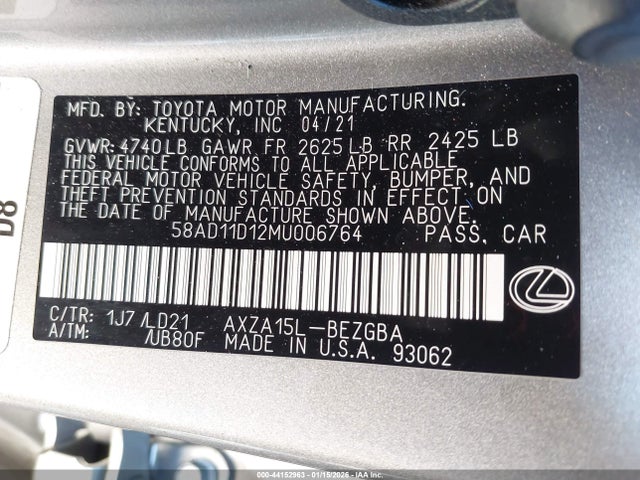 MFD. BY: TOYOTA MOTOR MANUFACTURING.
KENTUCKY, INC 04/21
GVWR: 4740LB GAWR FR 2625LB RR 2425 LB
THIS VEHICLE CONFORMS TO ALL APPLICABLE
FEDERAL MOTOR VEHICLE SAFETY, BUMPER, AND
THEFT PREVENTION STANDARDS IN EFFECT ON
THE DATE OF MANUFACTURE SHOWN ABOVE.
58AD11D12MU006764 PASS. CAR
C/TR: 1J7 /LD21 AXZA15L-BEZGBA
A/TM: /UB80F MADE IN U.S.A. 93062
D8
000-44152963 - 01/15/2026 - IAA Inc.